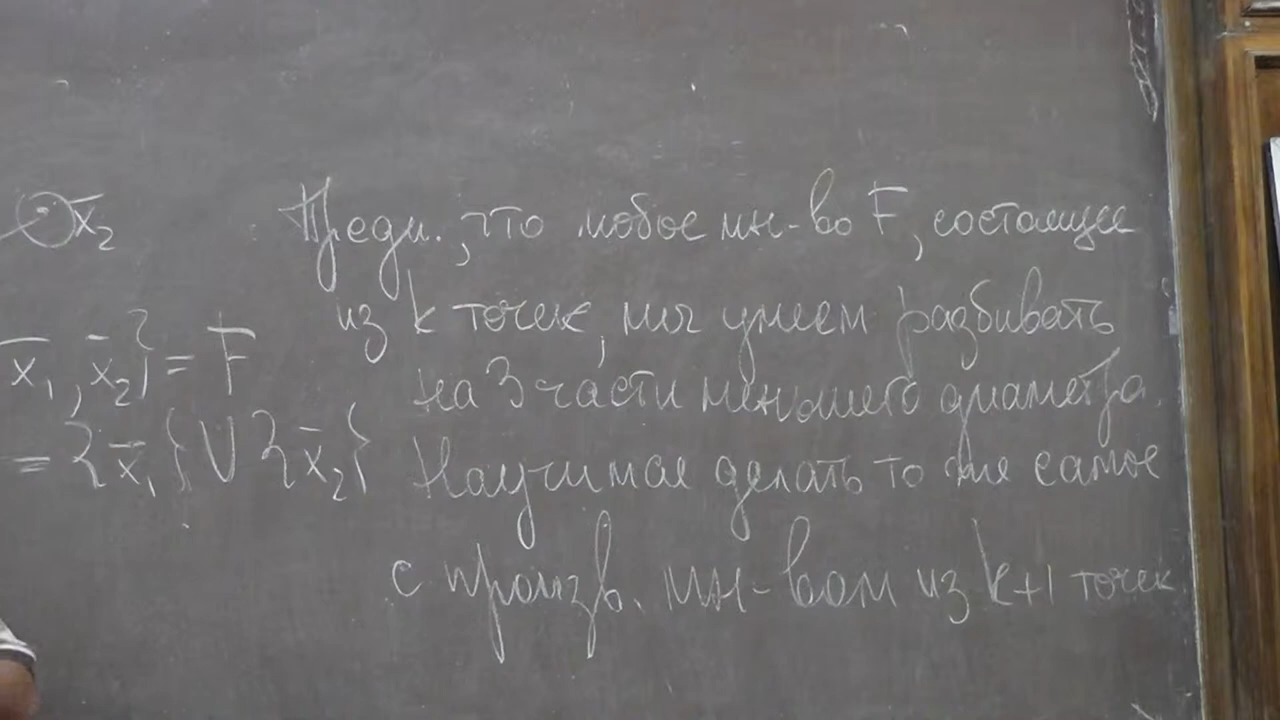 x̄₂
x̄₁, x̄₂} = F
= {x̄₁} ∪ {x̄₂}
Предп., что любое мн-во F, состоящее
из k точек, мы умеем разбивать
на 3 части меньшего диаметра.
Научимся делать то же самое
с произв. мн-вом из k+1 точек